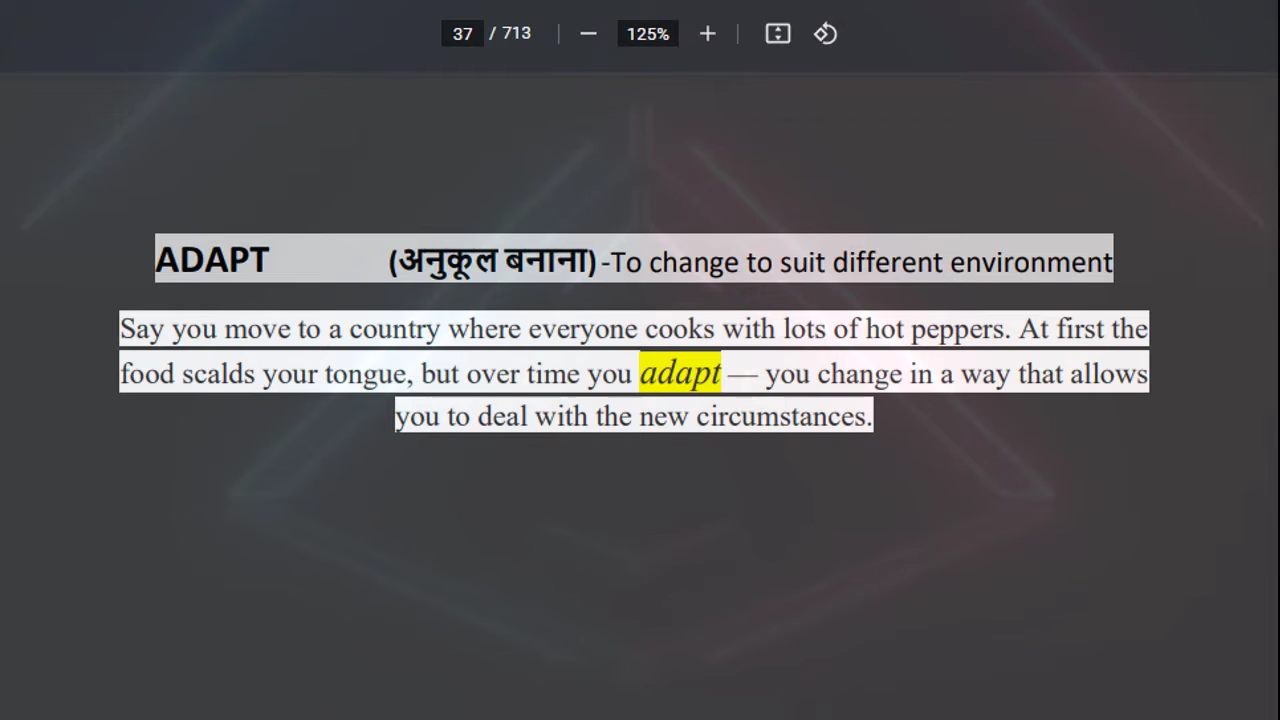 37 / 713 − 125% +
ADAPT (अनुकूल बनाना) -To change to suit different environment
Say you move to a country where everyone cooks with lots of hot peppers. At first the
food scalds your tongue, but over time you adapt — you change in a way that allows
you to deal with the new circumstances.